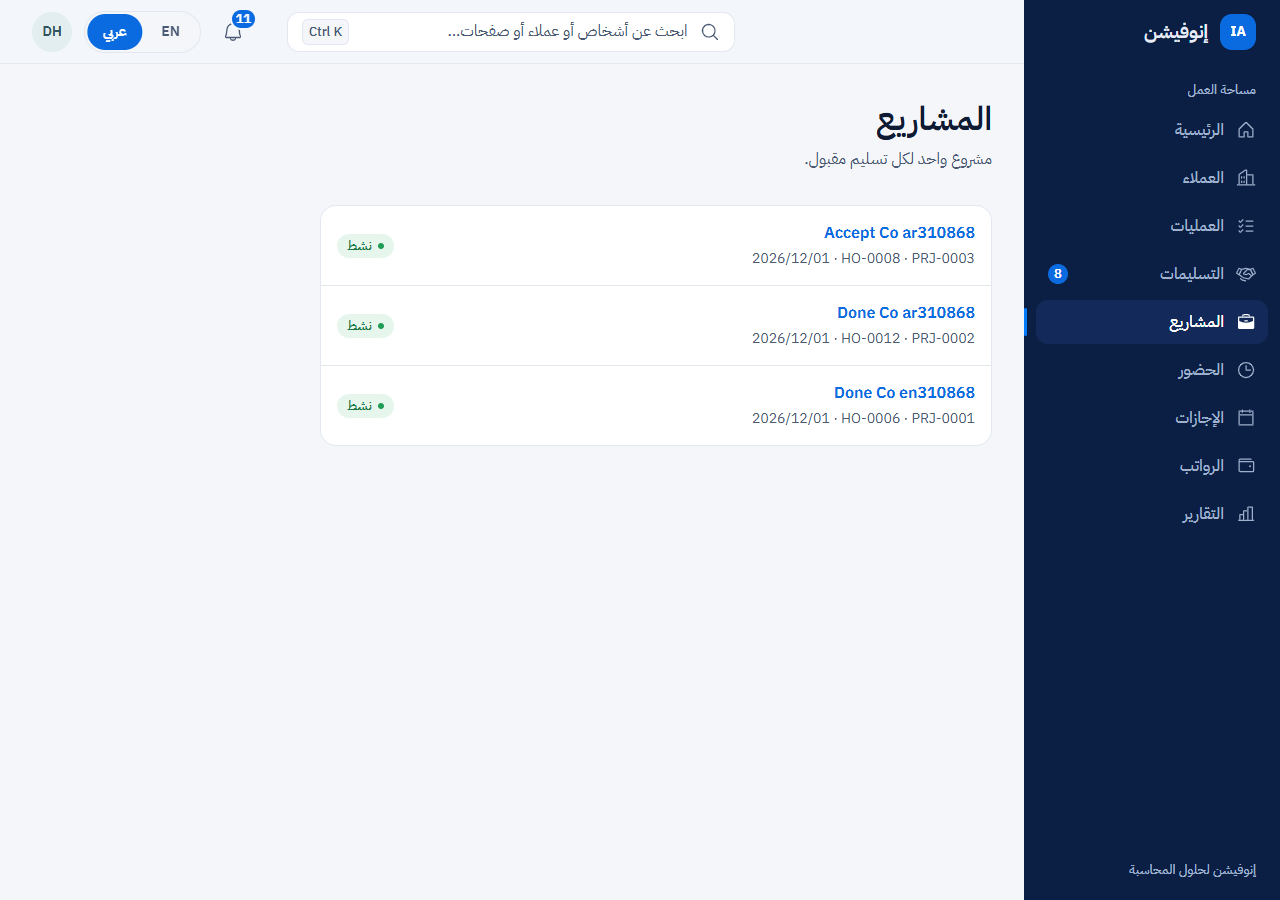 IA
إنوفيشن
ابحث عن أشخاص أو عملاء أو صفحات...
Ctrl K
11
EN
عربي
DH
مساحة العمل
الرئيسية
العملاء
العمليات
التسليمات
8
المشاريع
الحضور
الإجازات
الرواتب
التقارير
إنوفيشن لحلول المحاسبة
المشاريع
مشروع واحد لكل تسليم مقبول.
Accept Co ar310868
PRJ-0003 · HO-0008 · 2026/12/01
نشط
Done Co ar310868
PRJ-0002 · HO-0012 · 2026/12/01
نشط
Done Co en310868
PRJ-0001 · HO-0006 · 2026/12/01
نشط